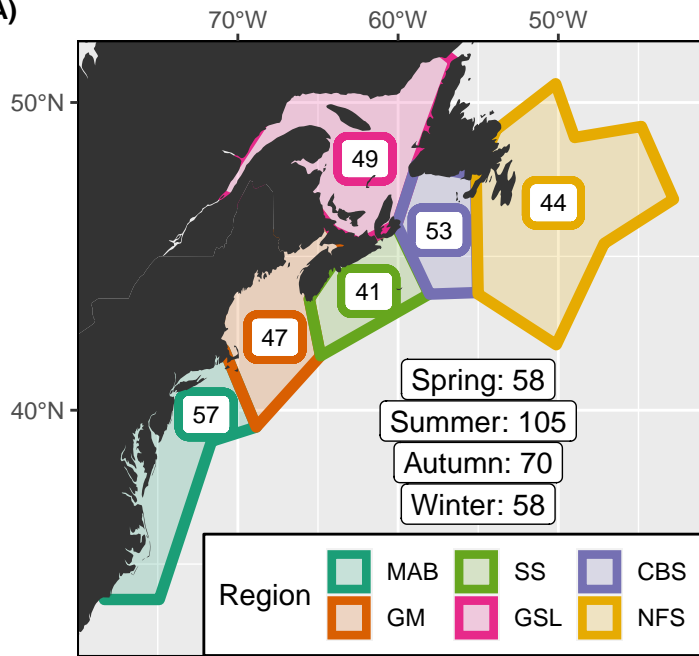 A)
70°W 60°W 50°W
50°N
49
44
53
41
47
Spring: 58
40°N
57
Summer: 105
Autumn: 70
Winter: 58
Region
MAB SS CBS
GM GSL NFS